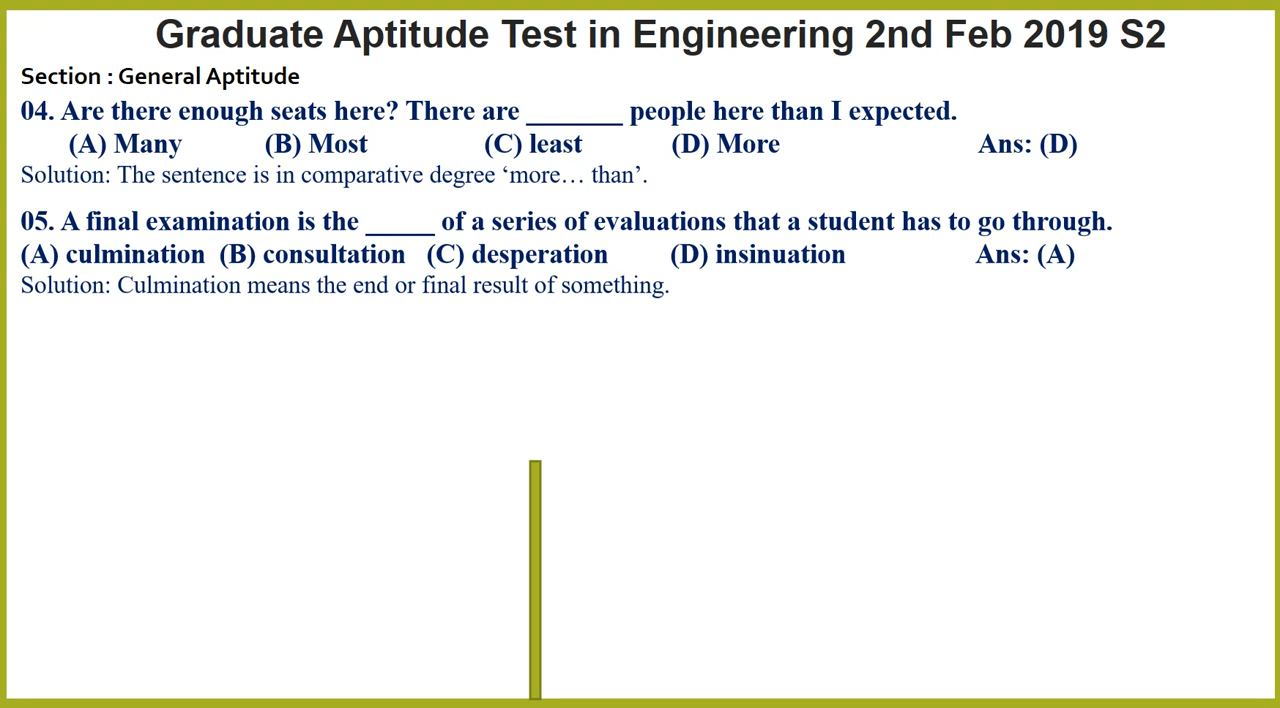 Graduate Aptitude Test in Engineering 2nd Feb 2019 S2
Section : General Aptitude
04. Are there enough seats here? There are _______ people here than I expected.
(A) Many (B) Most (C) least (D) More Ans: (D)
Solution: The sentence is in comparative degree ‘more… than’.
05. A final examination is the _____ of a series of evaluations that a student has to go through.
(A) culmination (B) consultation (C) desperation (D) insinuation Ans: (A)
Solution: Culmination means the end or final result of something.